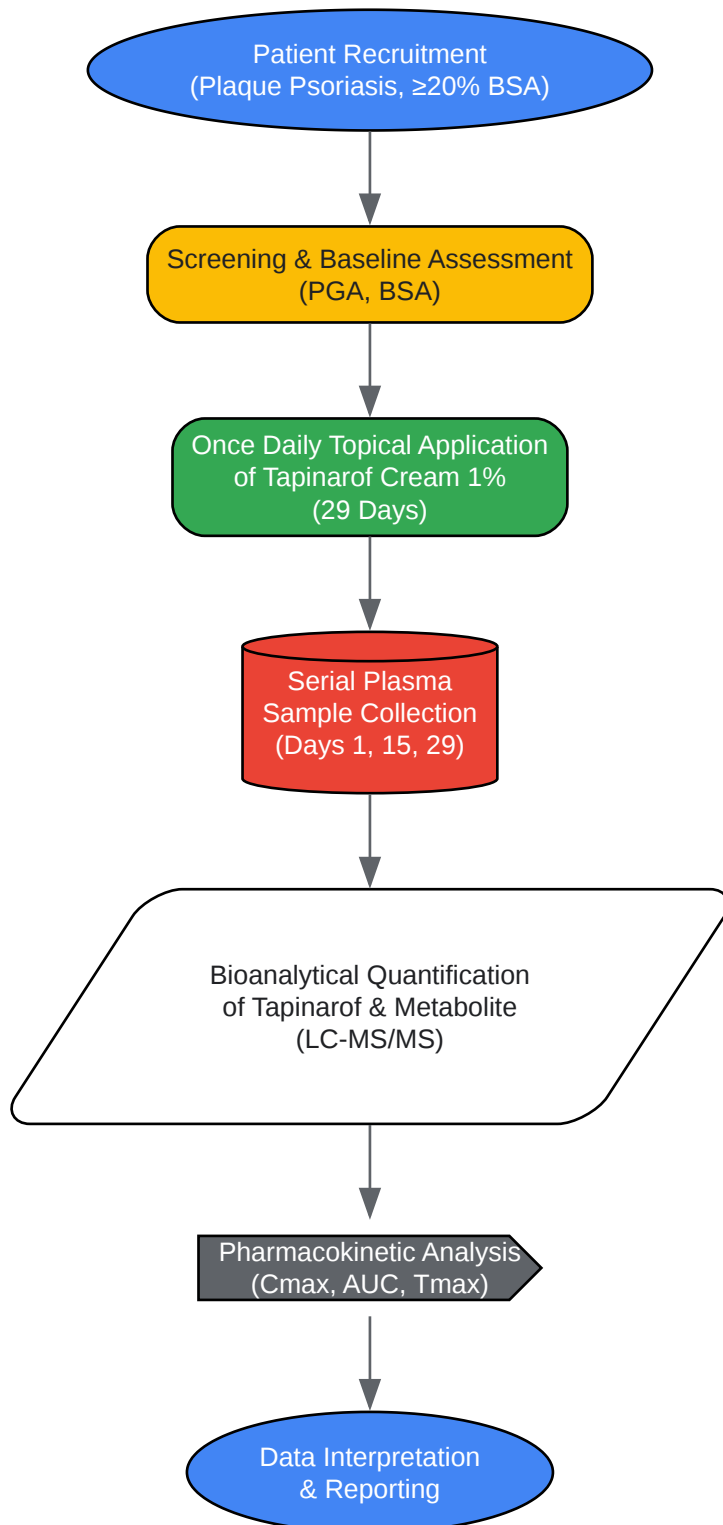 Patient Recruitment
(Plaque Psoriasis, ≥20% BSA)
Screening & Baseline Assessment
(PGA, BSA)
Once Daily Topical Application
of Tapinarof Cream 1%
(29 Days)
Serial Plasma
Sample Collection
(Days 1, 15, 29)
Bioanalytical Quantification
of Tapinarof & Metabolite
(LC-MS/MS)
Pharmacokinetic Analysis
(Cmax, AUC, Tmax)
Data Interpretation
& Reporting